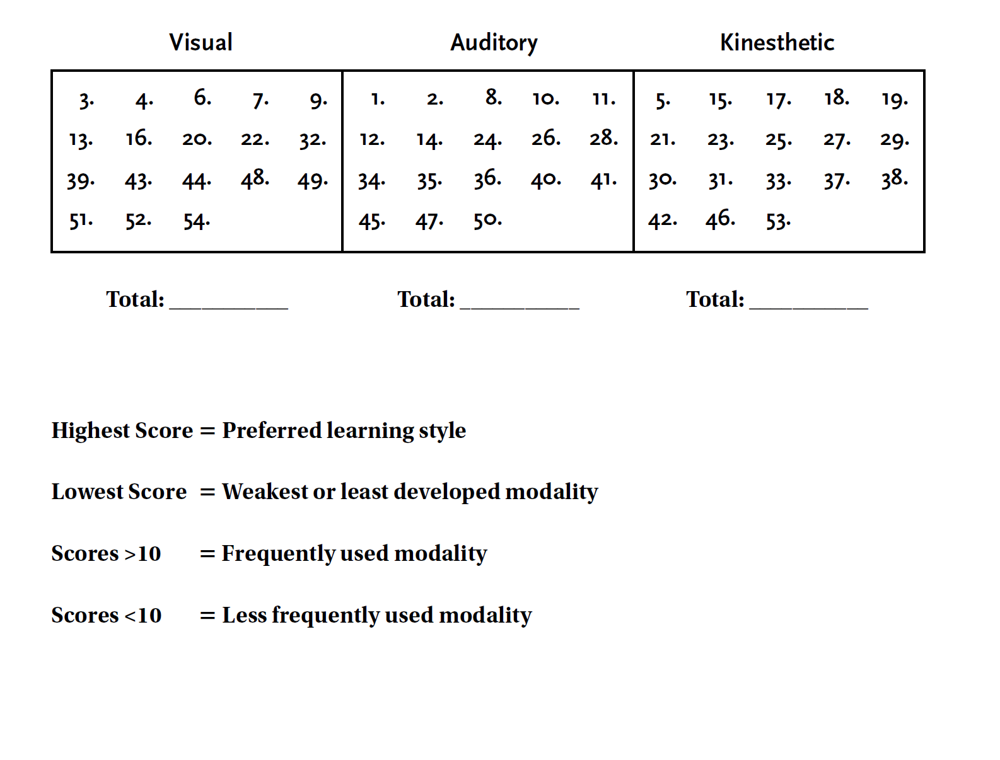 Visual Auditory Kinesthetic
3. 4. 6. 7. 9. 1. 2. 8. 10. 11. 5. 15. 17. 18. 19.
13. 16. 20. 22. 32. 12. 14. 24. 26. 28. 21. 23. 25. 27. 29.
39. 43. 44. 48. 49. 34. 35. 36. 40. 41. 30. 31. 33. 37. 38.
51. 52. 54. 45. 47. 50. 42. 46. 53.
Total: __________ Total: __________ Total: __________
Highest Score = Preferred learning style
Lowest Score = Weakest or least developed modality
Scores >10 = Frequently used modality
Scores <10 = Less frequently used modality